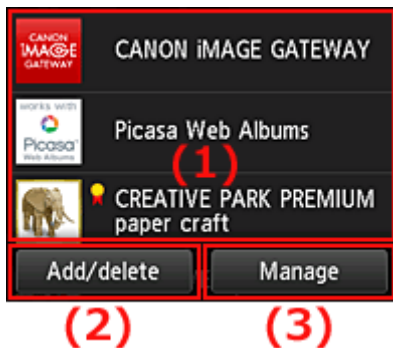 CANON
iMAGE
GATEWAY
CANON iMAGE GATEWAY
works with
Picasa
Web Albums
Picasa Web Albums
(1)
CREATIVE PARK PREMIUM
paper craft
Add/delete
Manage
(2)
(3)